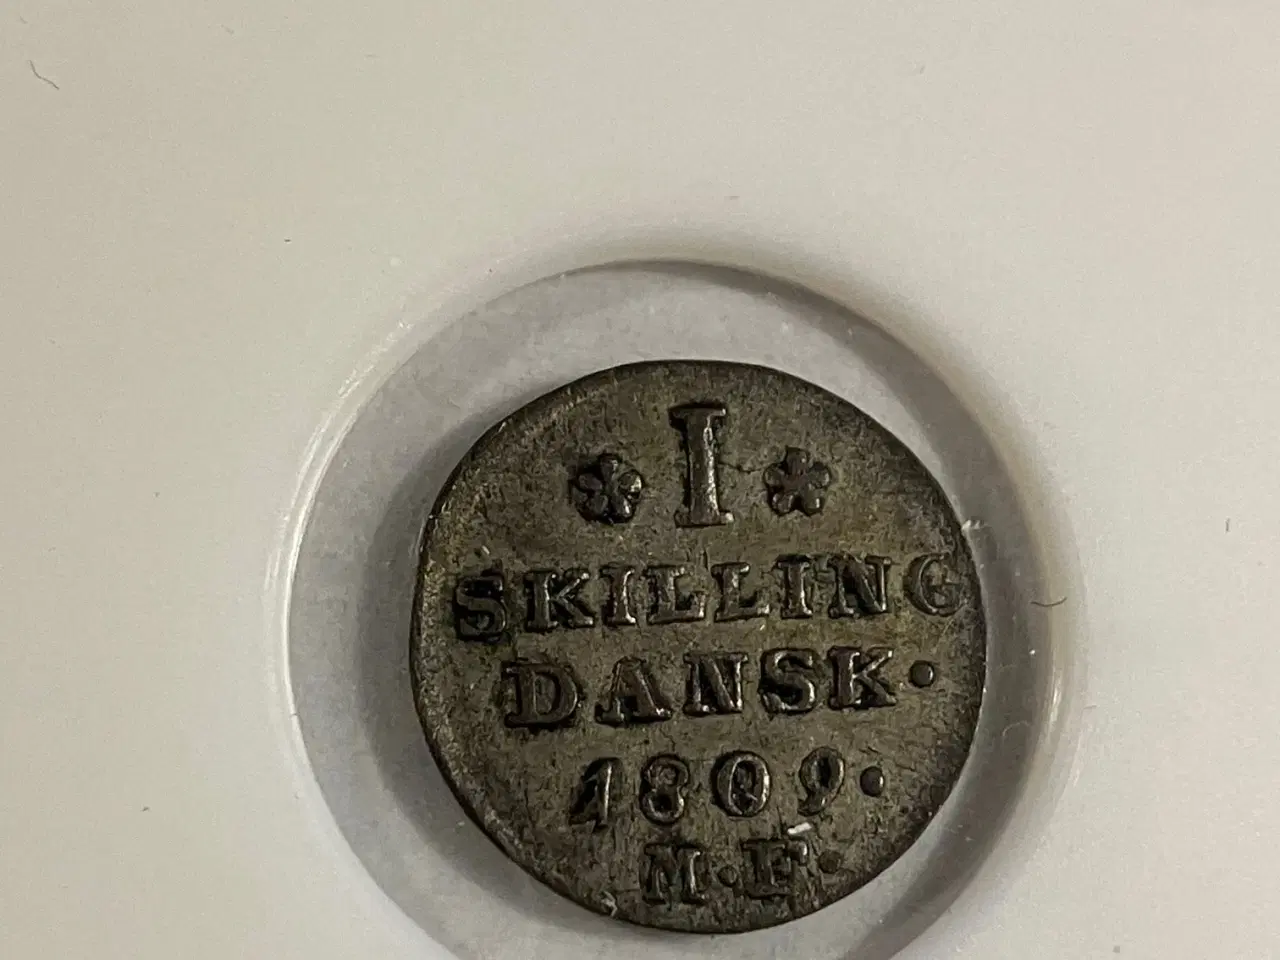 I
SKILLING
DANSK.
1809.
M.F.